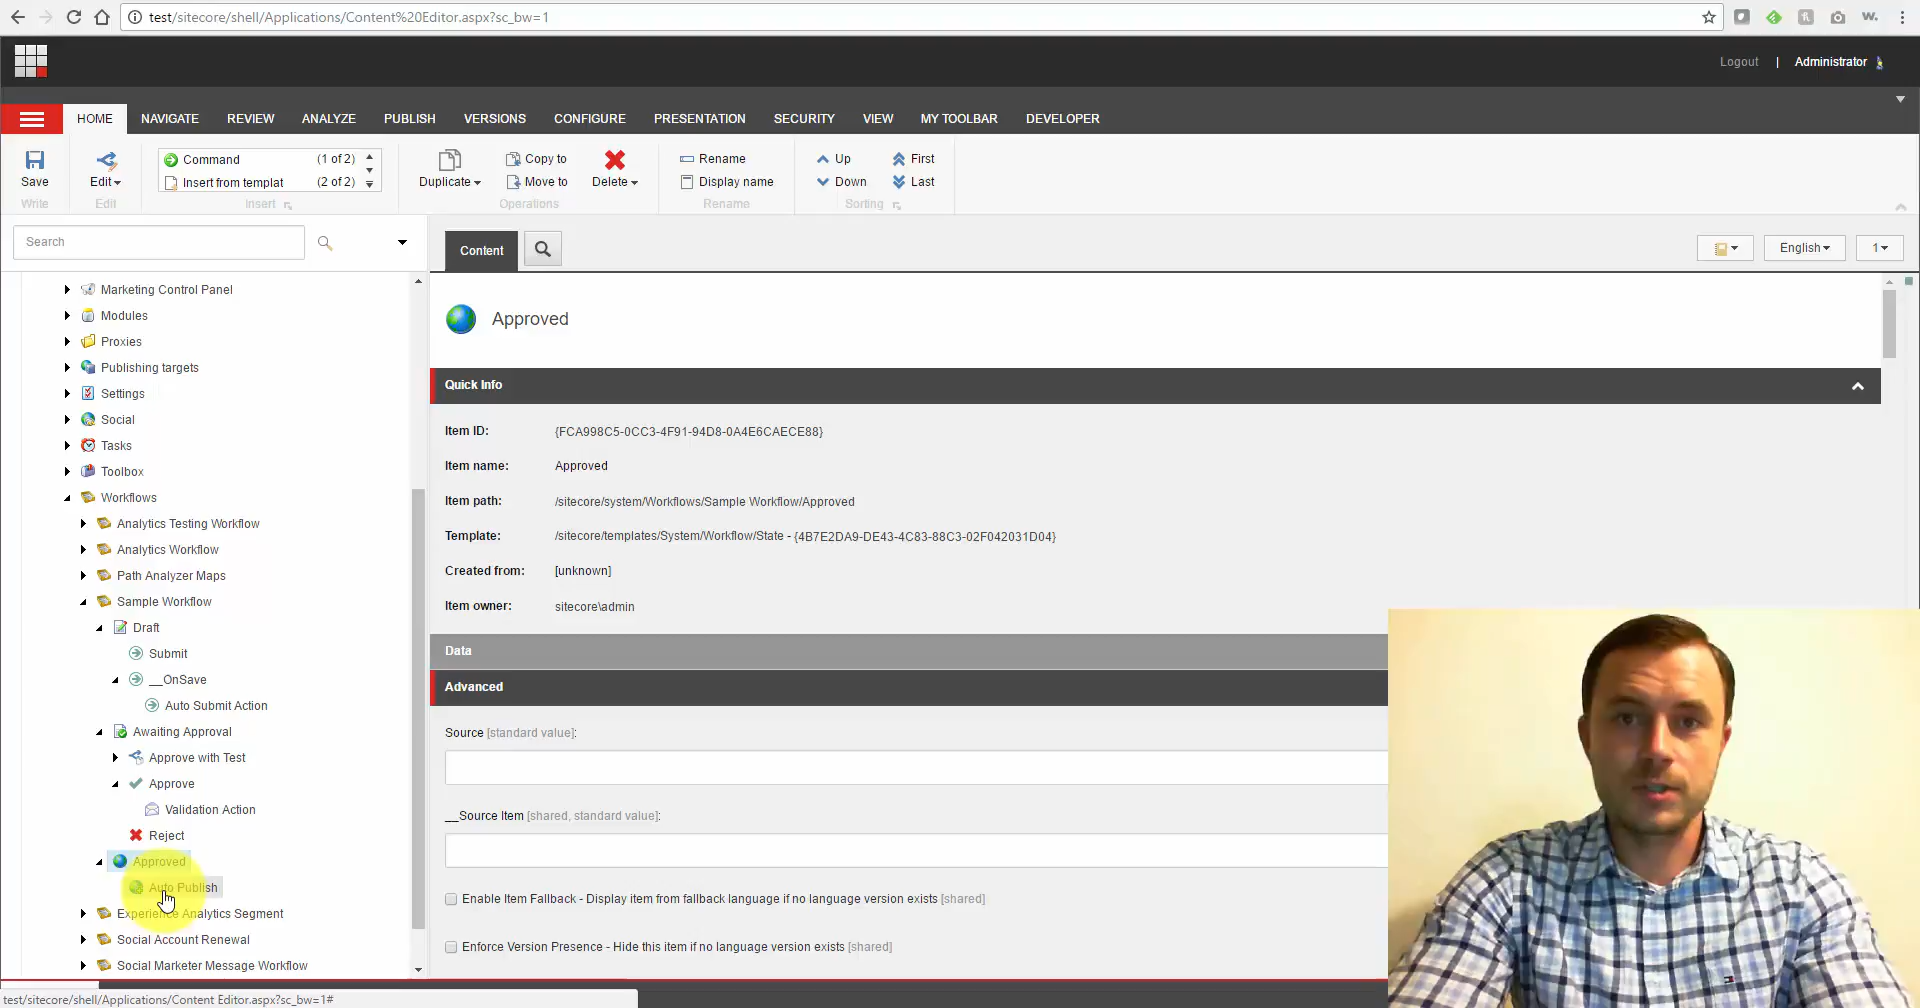 test/sitecore/shell/Applications/Content%20Editor.aspx?sc_bw=1
Logout | Administrator
HOME NAVIGATE REVIEW ANALYZE PUBLISH VERSIONS CONFIGURE PRESENTATION SECURITY VIEW MY TOOLBAR DEVELOPER
Command (1 of 2) Copy to Rename Up First
Save Edit Insert from templat (2 of 2) Duplicate Move to Delete Display name Down Last
Write Edit Insert Operations Rename Sorting
Search
Content English 1
Marketing Control Panel
Modules
Proxies
Publishing targets
Settings
Social
Tasks
Toolbox
Workflows
Analytics Testing Workflow
Analytics Workflow
Path Analyzer Maps
Sample Workflow
Draft
Submit
__OnSave
Auto Submit Action
Awaiting Approval
Approve with Test
Approve
Validation Action
Reject
Approved
Auto Publish
Experience Analytics Segment
Social Account Renewal
Social Marketer Message Workflow
Approved
Quick Info
Item ID: {FCA998C5-0CC3-4F91-94D8-0A4E6CAECE88}
Item name: Approved
Item path: /sitecore/system/Workflows/Sample Workflow/Approved
Template: /sitecore/templates/System/Workflow/State - {4B7E2DA9-DE43-4C83-88C3-02F042031D04}
Created from: [unknown]
Item owner: sitecore\admin
Data
Advanced
Source [standard value]:
__Source Item [shared, standard value]:
Enable Item Fallback - Display item from fallback language if no language version exists [shared]
Enforce Version Presence - Hide this item if no language version exists [shared]
test/sitecore/shell/Applications/Content Editor.aspx?sc_bw=1#